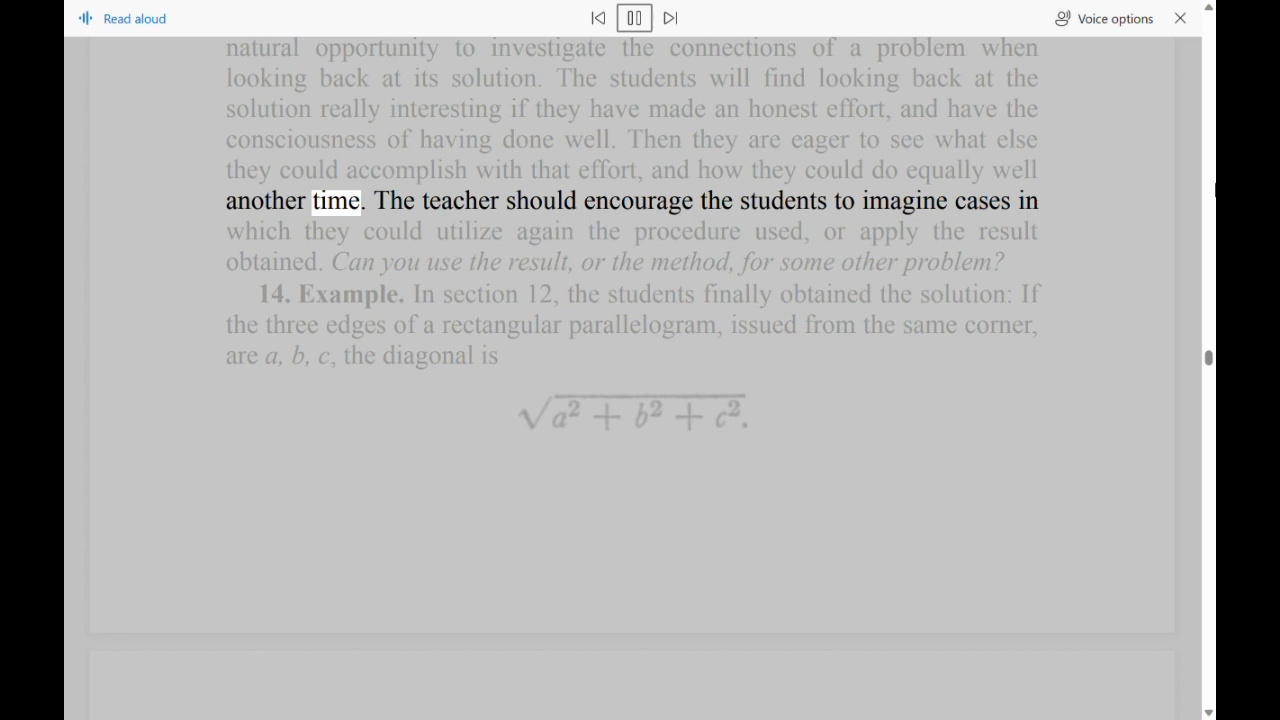 Read aloud
Voice options
natural opportunity to investigate the connections of a problem when
looking back at its solution. The students will find looking back at the
solution really interesting if they have made an honest effort, and have the
consciousness of having done well. Then they are eager to see what else
they could accomplish with that effort, and how they could do equally well
another time. The teacher should encourage the students to imagine cases in
which they could utilize again the procedure used, or apply the result
obtained. Can you use the result, or the method, for some other problem?
14. Example. In section 12, the students finally obtained the solution: If
the three edges of a rectangular parallelogram, issued from the same corner,
are a, b, c, the diagonal is
√a² + b² + c².